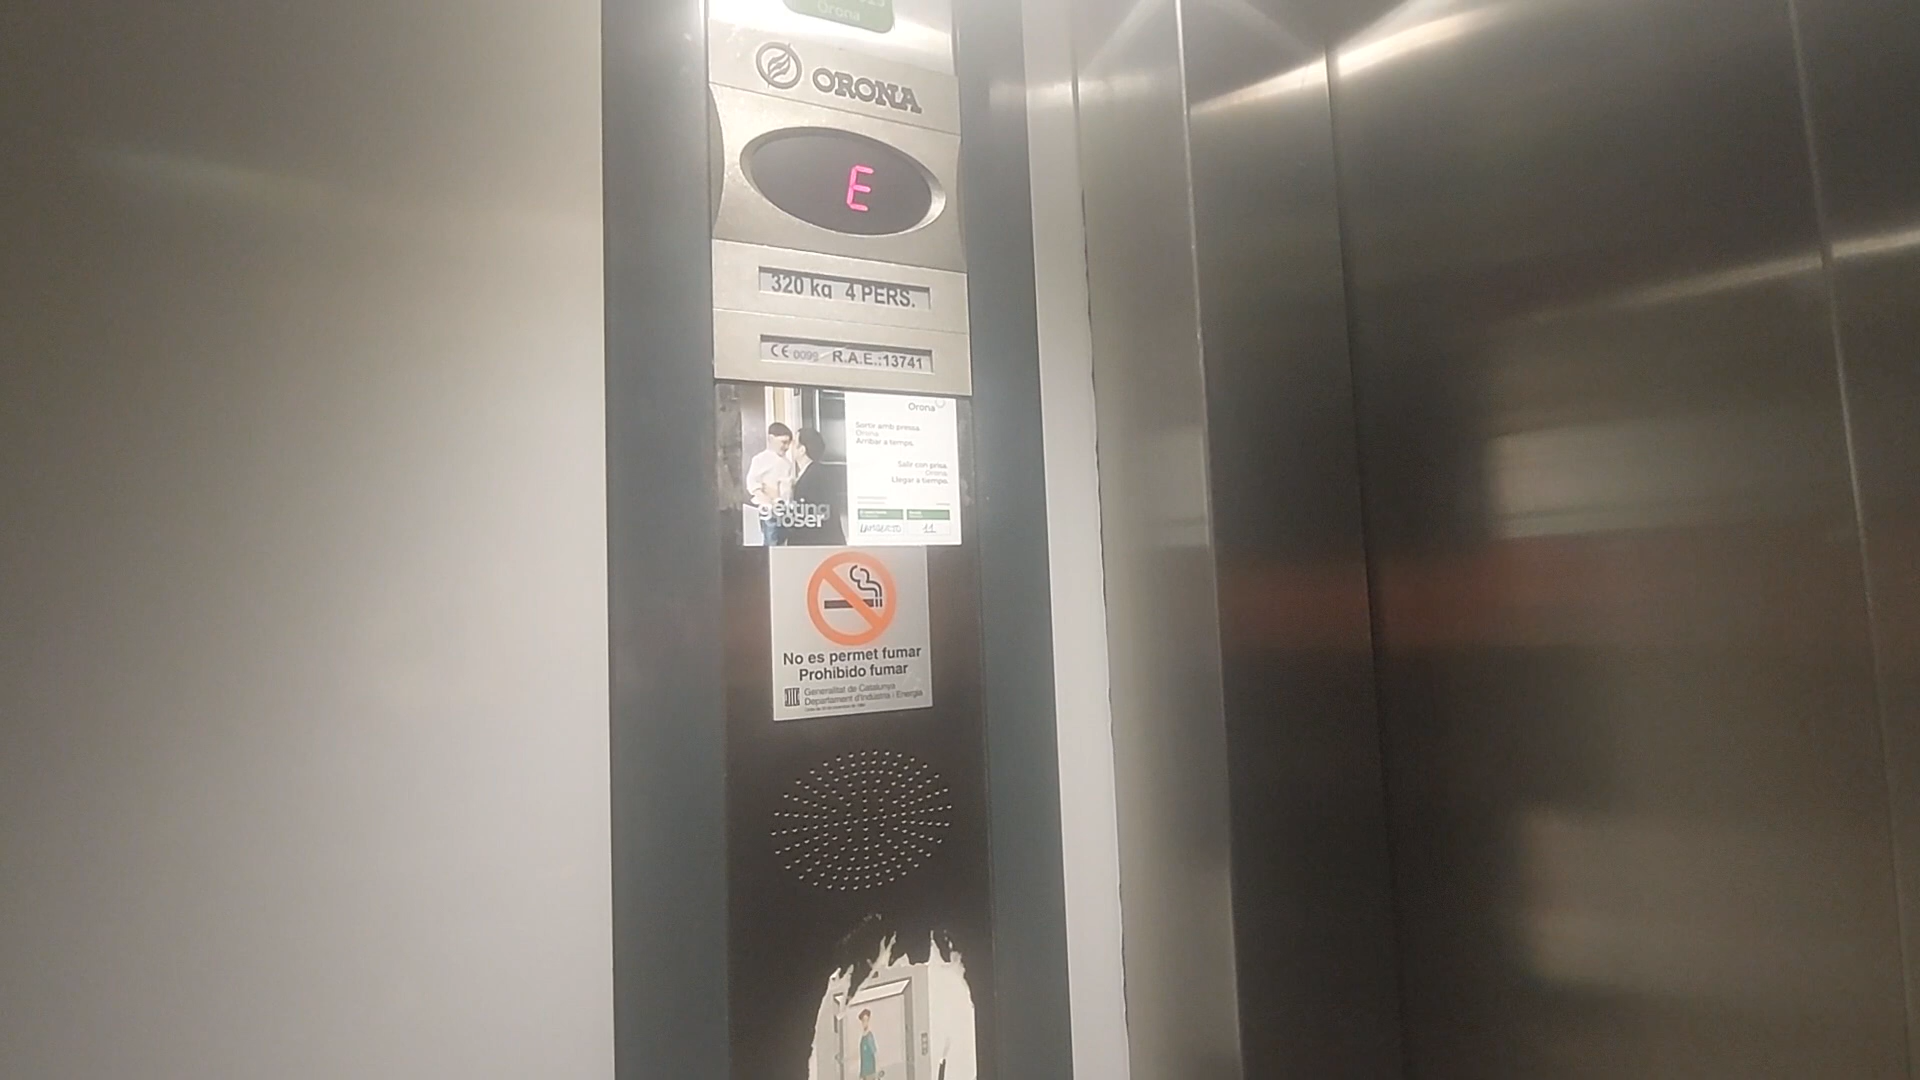 Orona
ORONA
E
320 kg 4 PERS.
CE 0099 R.A.E.:13741
Orona
Sortir amb pressa.
Orona.
Arribar a temps.
Salir con prisa.
Orona.
Llegar a tiempo.
getting
closer
11
No es permet fumar
Prohibido fumar
Generalitat de Catalunya
Departament d'Indústria i Energia